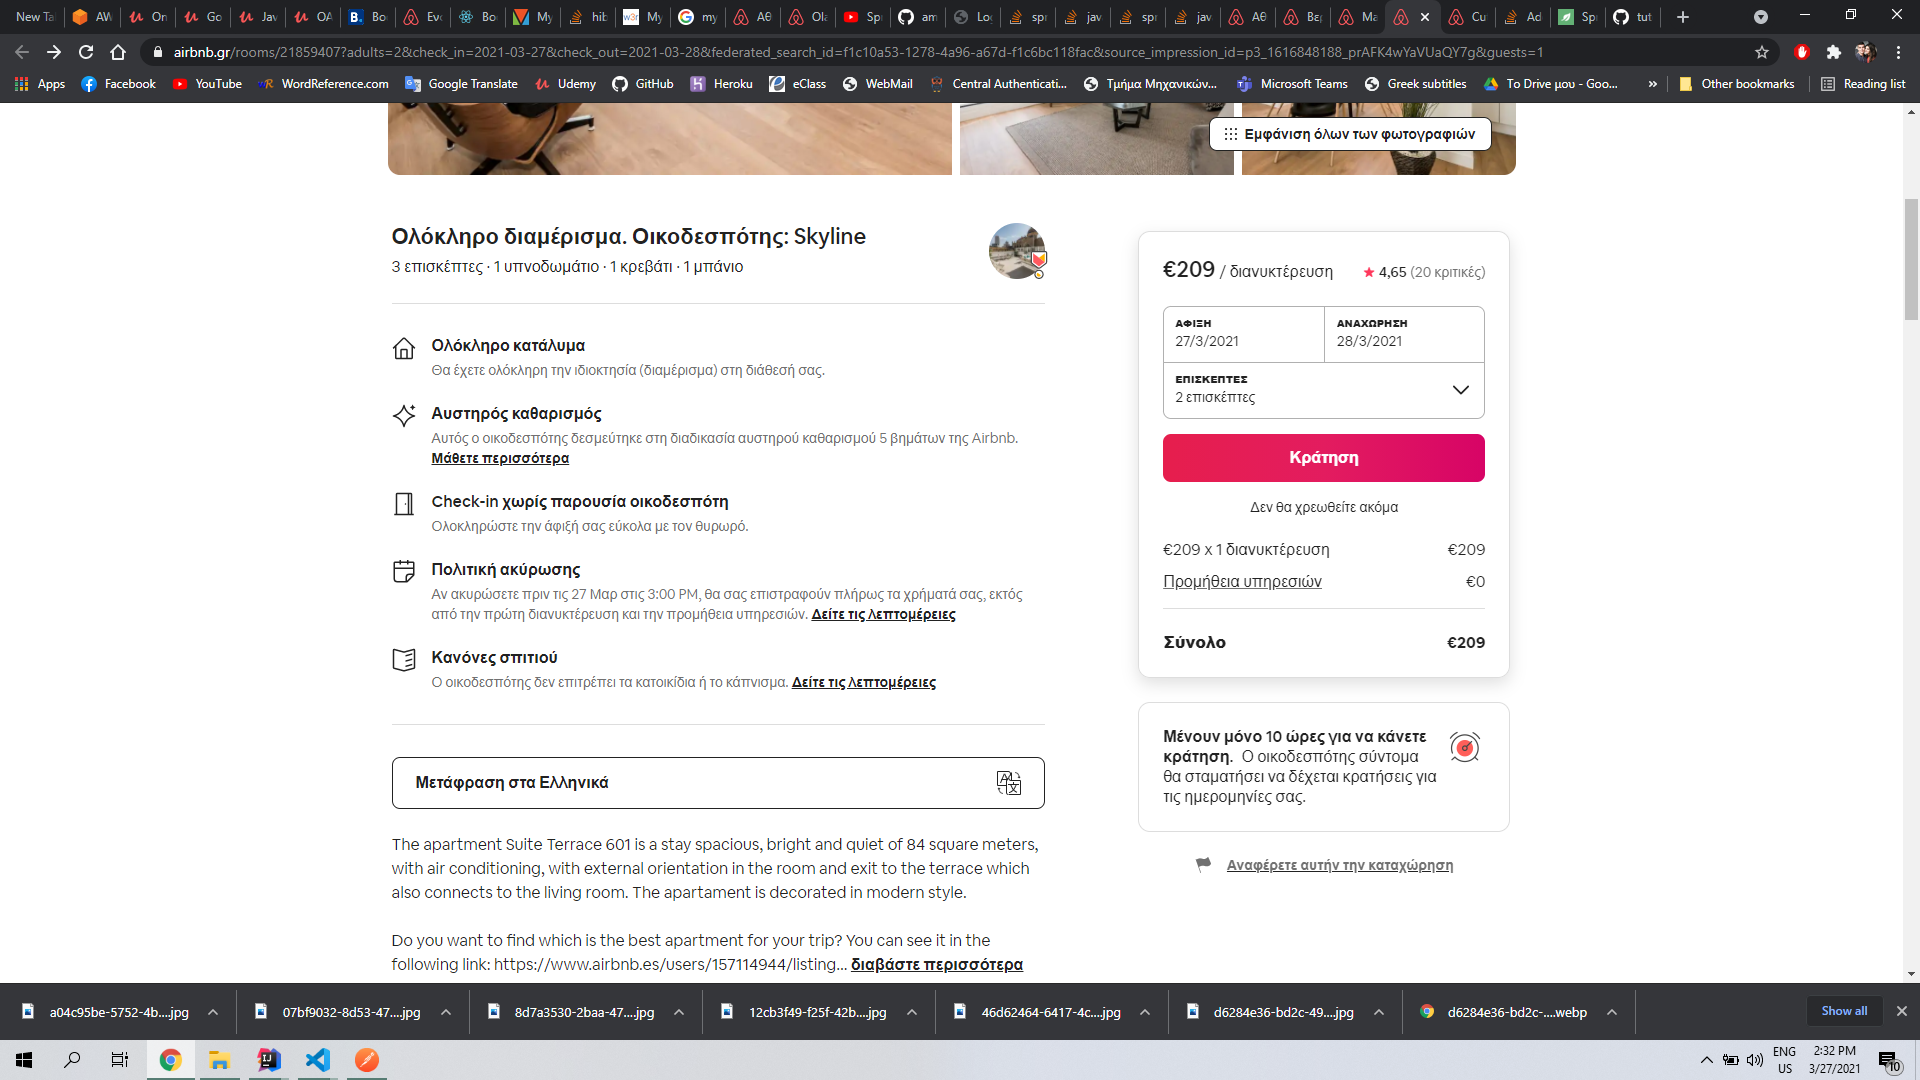 New Ta
AW
On
Go
Jav
OA
Bo
Ενο
Bo
My
hib
My
my
Αθ
Ola
Sp
am
Loc
spr
jav
spr
jav
Αθ
Βερ
Ma
Cu
Ad
Sp
tut
airbnb.gr/rooms/21859407?adults=2&check_in=2021-03-27&check_out=2021-03-28&federated_search_id=f1c10a53-1278-4a96-a67d-f1c6bc118fac&source_impression_id=p3_1616848188_prAFK4wYaVUaQY7g&guests=1
Apps
Facebook
YouTube
WordReference.com
Google Translate
Udemy
GitHub
Heroku
eClass
WebMail
Central Authenticati...
Τμήμα Μηχανικών...
Microsoft Teams
Greek subtitles
Το Drive μου - Goo...
»
Other bookmarks
Reading list
Εμφάνιση όλων των φωτογραφιών
Ολόκληρο διαμέρισμα. Οικοδεσπότης: Skyline
3 επισκέπτες · 1 υπνοδωμάτιο · 1 κρεβάτι · 1 μπάνιο
Ολόκληρο κατάλυμα
Θα έχετε ολόκληρη την ιδιοκτησία (διαμέρισμα) στη διάθεσή σας.
Αυστηρός καθαρισμός
Αυτός ο οικοδεσπότης δεσμεύτηκε στη διαδικασία αυστηρού καθαρισμού 5 βημάτων της Airbnb.
Μάθετε περισσότερα
Check-in χωρίς παρουσία οικοδεσπότη
Ολοκληρώστε την άφιξή σας εύκολα με τον θυρωρό.
Πολιτική ακύρωσης
Αν ακυρώσετε πριν τις 27 Μαρ στις 3:00 PM, θα σας επιστραφούν πλήρως τα χρήματά σας, εκτός
από την πρώτη διανυκτέρευση και την προμήθεια υπηρεσιών. Δείτε τις λεπτομέρειες
Κανόνες σπιτιού
Ο οικοδεσπότης δεν επιτρέπει τα κατοικίδια ή το κάπνισμα. Δείτε τις λεπτομέρειες
Μετάφραση στα Ελληνικά
The apartment Suite Terrace 601 is a stay spacious, bright and quiet of 84 square meters,
with air conditioning, with external orientation in the room and exit to the terrace which
also connects to the living room. The apartament is decorated in modern style.
Do you want to find which is the best apartment for your trip? You can see it in the
following link: https://www.airbnb.es/users/157114944/listing... διαβάστε περισσότερα
€209 / διανυκτέρευση
4,65 (20 κριτικές)
ΑΦΙΞΗ
27/3/2021
ΑΝΑΧΩΡΗΣΗ
28/3/2021
ΕΠΙΣΚΕΠΤΕΣ
2 επισκέπτες
Κράτηση
Δεν θα χρεωθείτε ακόμα
€209 x 1 διανυκτέρευση €209
Προμήθεια υπηρεσιών €0
Σύνολο €209
Μένουν μόνο 10 ώρες για να κάνετε
κράτηση. Ο οικοδεσπότης σύντομα
θα σταματήσει να δέχεται κρατήσεις για
τις ημερομηνίες σας.
Αναφέρετε αυτήν την καταχώρηση
a04c95be-5752-4b....jpg
07bf9032-8d53-47....jpg
8d7a3530-2baa-47....jpg
12cb3f49-f25f-42b....jpg
46d62464-6417-4c....jpg
d6284e36-bd2c-49....jpg
d6284e36-bd2c-....webp
Show all
ENG
US
2:32 PM
3/27/2021
10